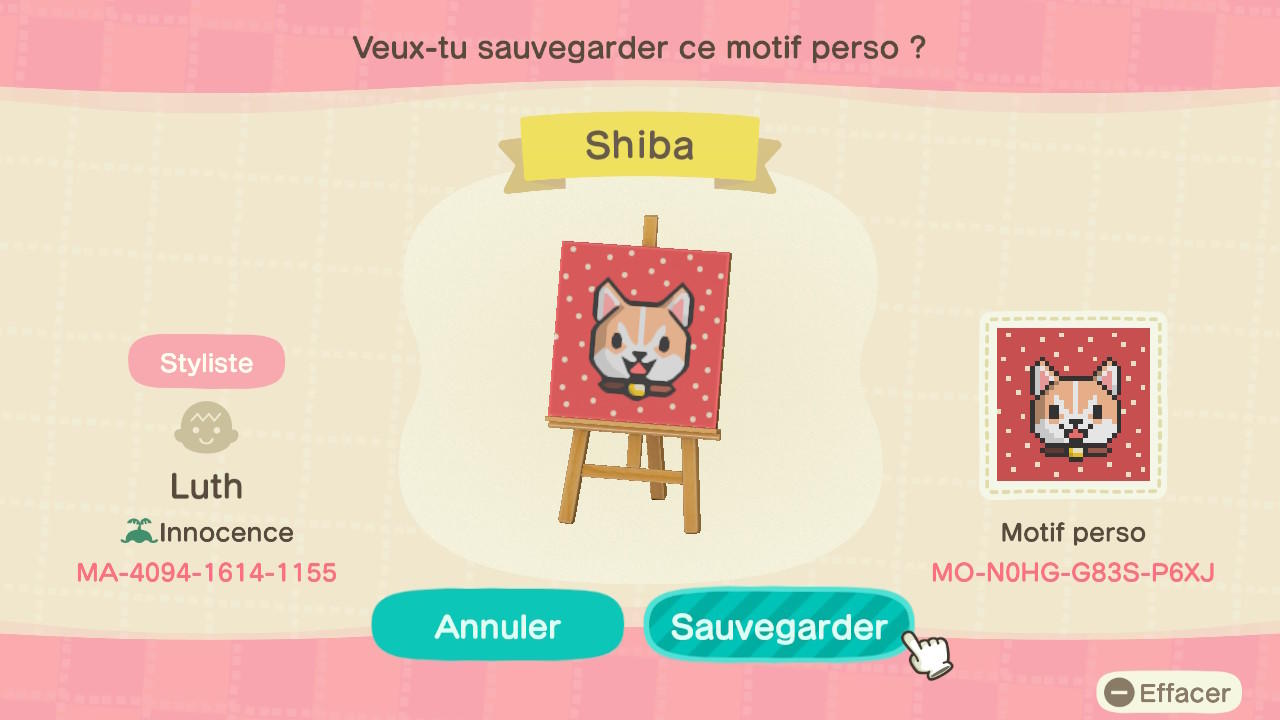 Veux-tu sauvegarder ce motif perso ?
Shiba
Styliste
Luth
Innocence
MA-4094-1614-1155
Motif perso
MO-N0HG-G83S-P6XJ
Annuler
Sauvegarder
Effacer